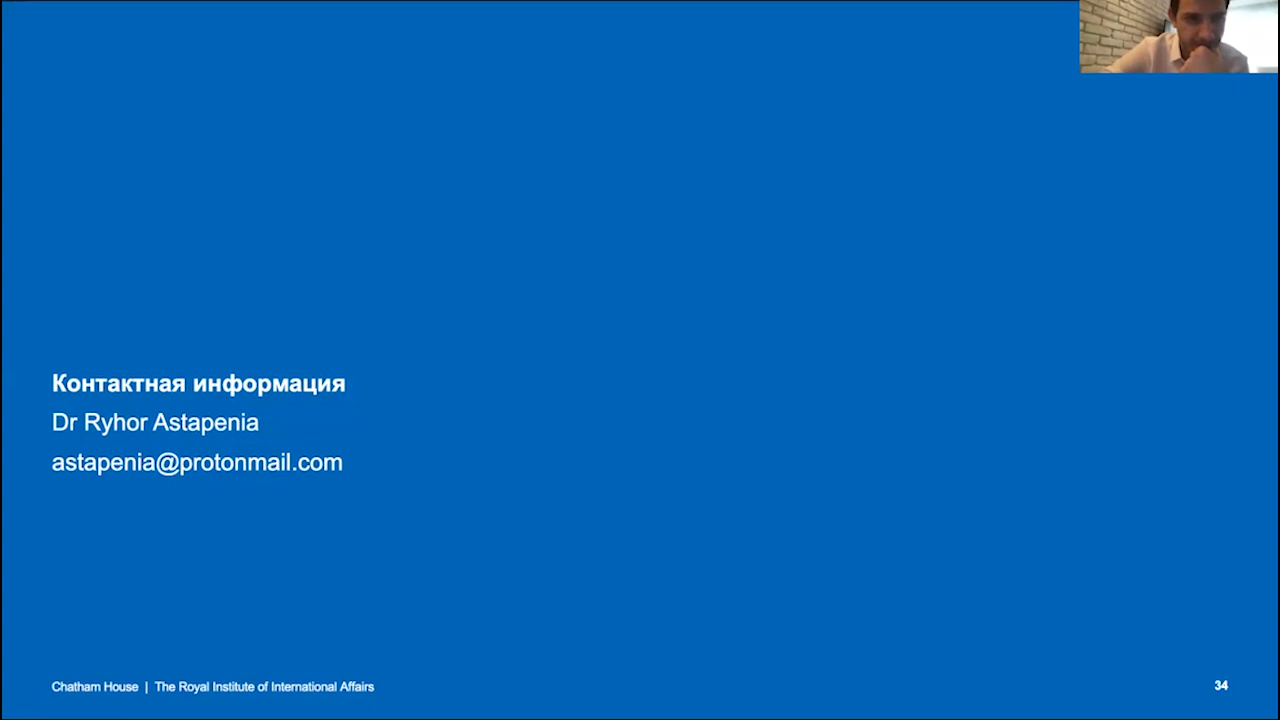 Контактная информация
Dr Ryhor Astapenia
astapenia@protonmail.com
Chatham House | The Royal Institute of International Affairs
34